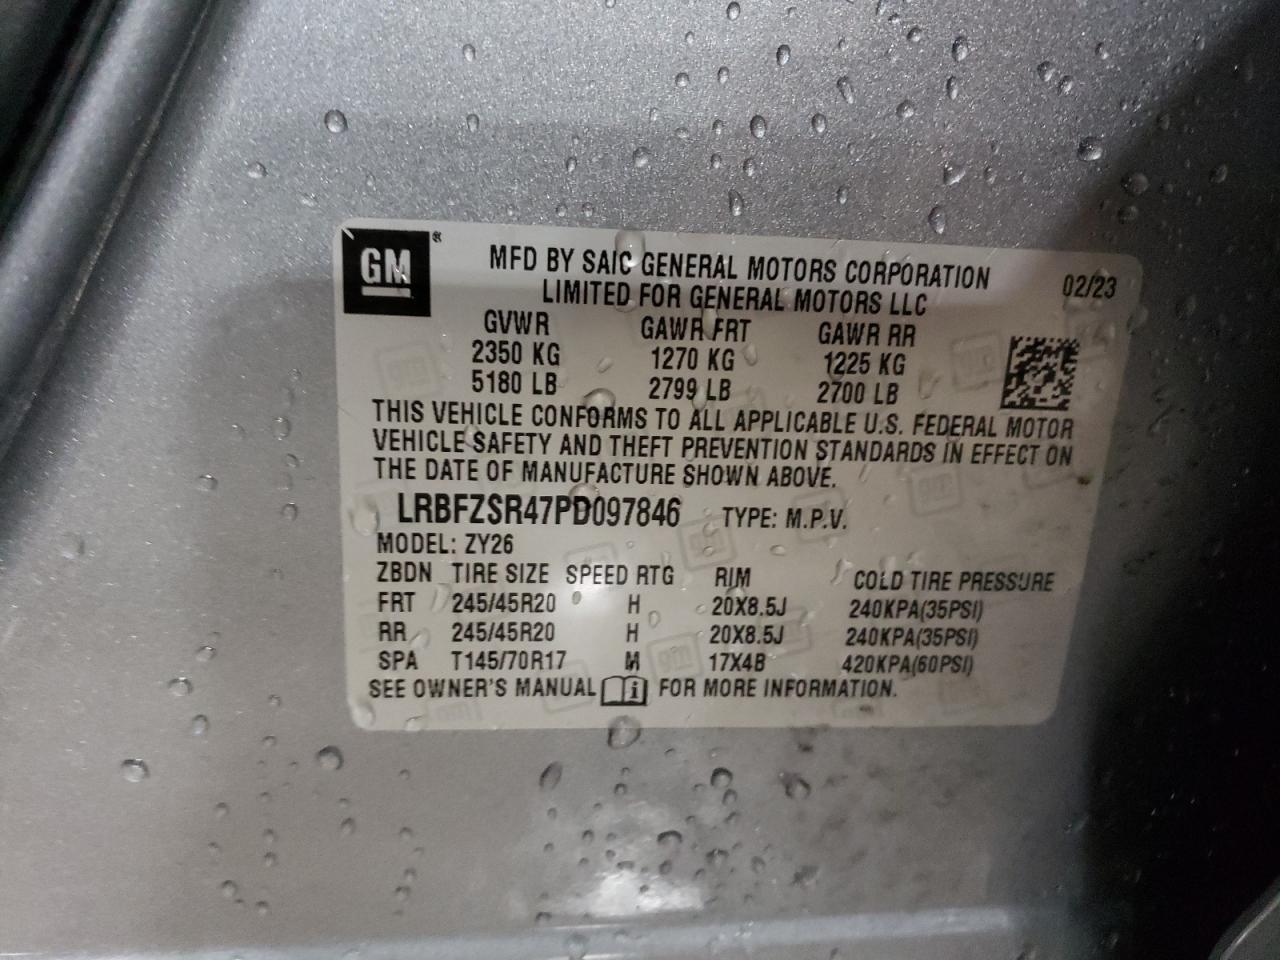 GM ®
MFD BY SAIC GENERAL MOTORS CORPORATION
LIMITED FOR GENERAL MOTORS LLC
02/23
GVWR GAWR FRT GAWR RR
2350 KG 1270 KG 1225 KG
5180 LB 2799 LB 2700 LB
THIS VEHICLE CONFORMS TO ALL APPLICABLE U.S. FEDERAL MOTOR
VEHICLE SAFETY AND THEFT PREVENTION STANDARDS IN EFFECT ON
THE DATE OF MANUFACTURE SHOWN ABOVE.
LRBFZSR47PD097846 TYPE: M.P.V.
MODEL: ZY26
ZBDN TIRE SIZE SPEED RTG RIM COLD TIRE PRESSURE
FRT 245/45R20 H 20X8.5J 240KPA(35PSI)
RR 245/45R20 H 20X8.5J 240KPA(35PSI)
SPA T145/70R17 M 17X4B 420KPA(60PSI)
SEE OWNER'S MANUAL i FOR MORE INFORMATION.